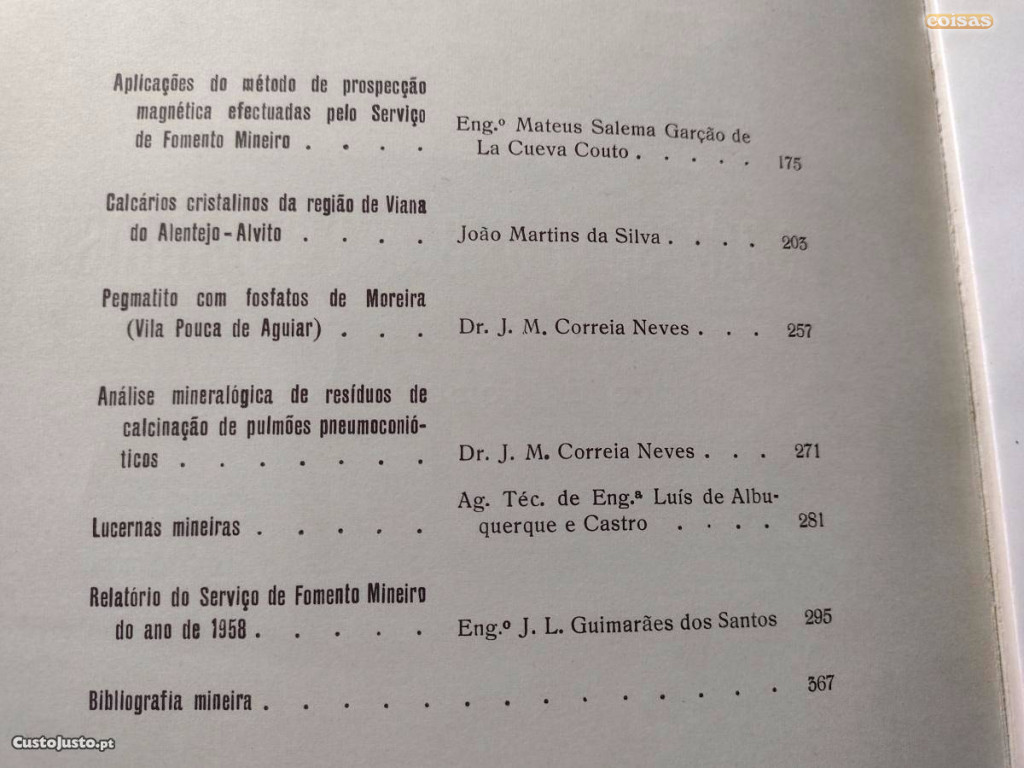 coisas
Aplicações do método de prospecção
magnética efectuadas pelo Serviço
de Fomento Mineiro . . . .
Eng.º Mateus Salema Garção de
La Cueva Couto . . . . . 175
Calcários cristalinos da região de Viana
do Alentejo-Alvito . . . .
João Martins da Silva . . . . 203
Pegmatito com fosfatos de Moreira
(Vila Pouca de Aguiar) . . .
Dr. J. M. Correia Neves . . . 257
Análise mineralógica de resíduos de
calcinação de pulmões pneumoconió-
ticos . . . . . . .
Dr. J. M. Correia Neves . . . 271
Lucernas mineiras . . . . .
Ag. Téc. de Eng.ª Luís de Albu-
querque e Castro . . . . 281
Relatório do Serviço de Fomento Mineiro
do ano de 1958 . . . . .
Eng.º J. L. Guimarães dos Santos 295
Bibliografia mineira . . . . . . . . . . . . . 367
CustoJusto.pt